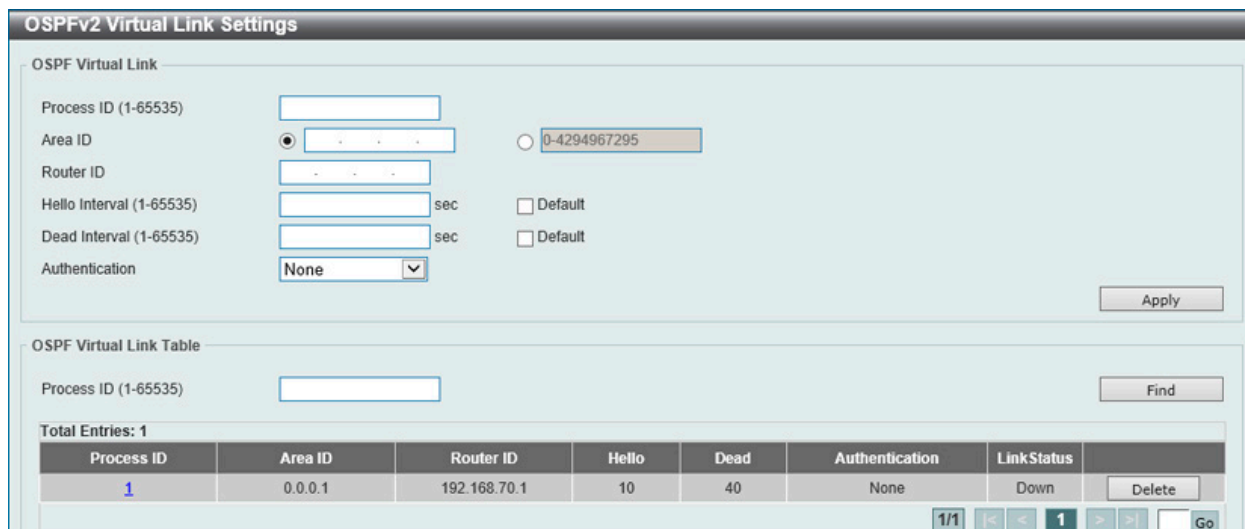 OSPFv2 Virtual Link Settings
OSPF Virtual Link
Process ID (1-65535)
Area ID . . . 0-4294967295
Router ID . . .
Hello Interval (1-65535) sec Default
Dead Interval (1-65535) sec Default
Authentication None
Apply
OSPF Virtual Link Table
Process ID (1-65535) Find
Total Entries: 1
Process ID Area ID Router ID Hello Dead Authentication LinkStatus
1 0.0.0.1 192.168.70.1 10 40 None Down Delete
1/1 |< < 1 > >| Go